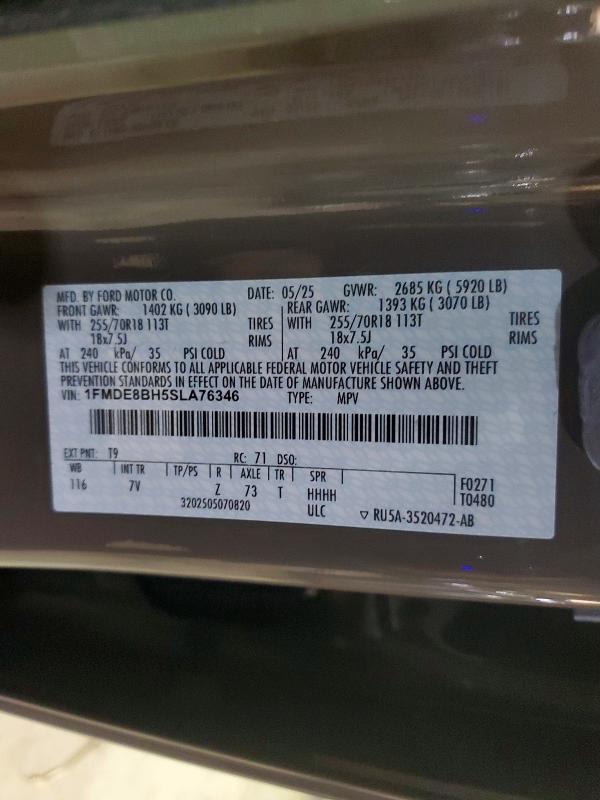 MFD. BY FORD MOTOR CO. DATE: 05/25 GVWR: 2685 KG ( 5920 LB)
FRONT GAWR: 1402 KG ( 3090 LB) REAR GAWR: 1393 KG ( 3070 LB)
WITH 255/70R18 113T TIRES WITH 255/70R18 113T TIRES
18x7.5J RIMS 18x7.5J RIMS
AT 240 kPa/ 35 PSI COLD AT 240 kPa/ 35 PSI COLD
THIS VEHICLE CONFORMS TO ALL APPLICABLE FEDERAL MOTOR VEHICLE SAFETY AND THEFT
PREVENTION STANDARDS IN EFFECT ON THE DATE OF MANUFACTURE SHOWN ABOVE.
VIN: 1FMDE8BH5SLA76346 TYPE: MPV
EXT PNT: T9 RC: 71 DSO:
WB INT TR TP/PS R AXLE TR SPR F0271
116 7V Z 73 T HHHH T0480
3202505070820 ULC ▽ RU5A-3520472-AB